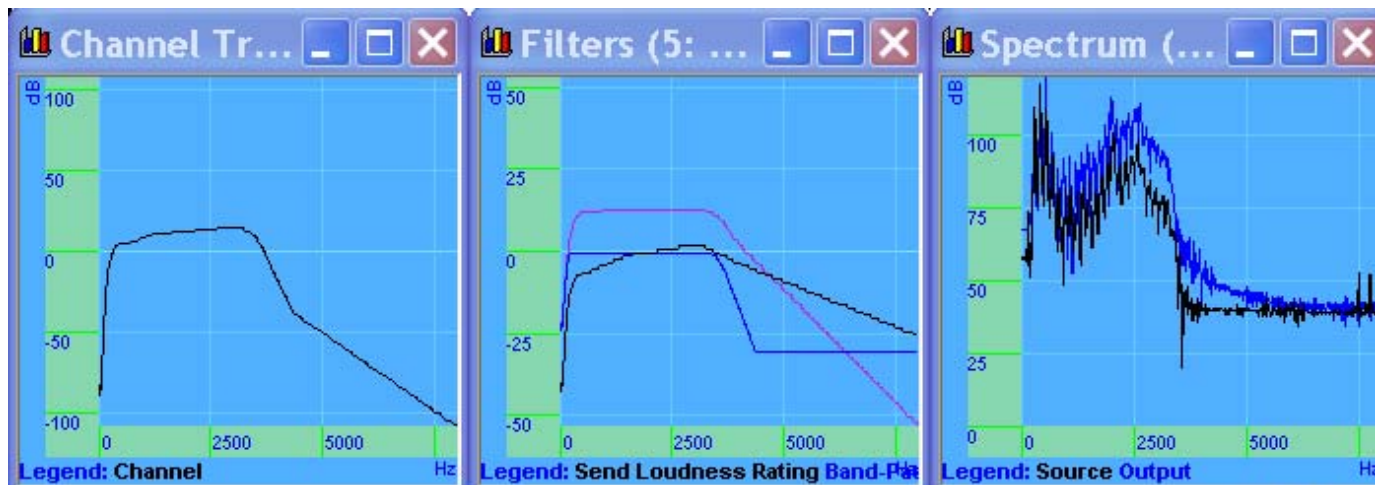 Channel Tr...
dB
100
50
0
-50
-100
0 2500 5000
Hz
Legend: Channel
Filters (5: ...
dB
50
25
0
-25
-50
0 2500 5000
Hz
Legend: Send Loudness Rating Band-Pa
Spectrum (...
dB
100
75
50
25
0
0 2500 5000
Hz
Legend: Source Output